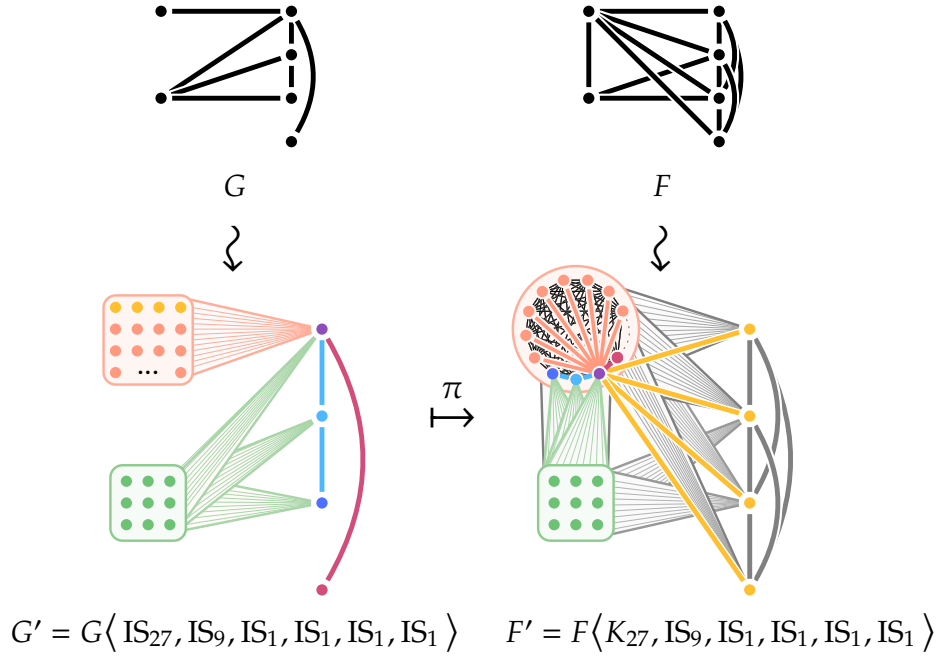 G F
...
π
G′ = G⟨ IS₂₇, IS₉, IS₁, IS₁, IS₁, IS₁ ⟩ F′ = F⟨ K₂₇, IS₉, IS₁, IS₁, IS₁, IS₁ ⟩